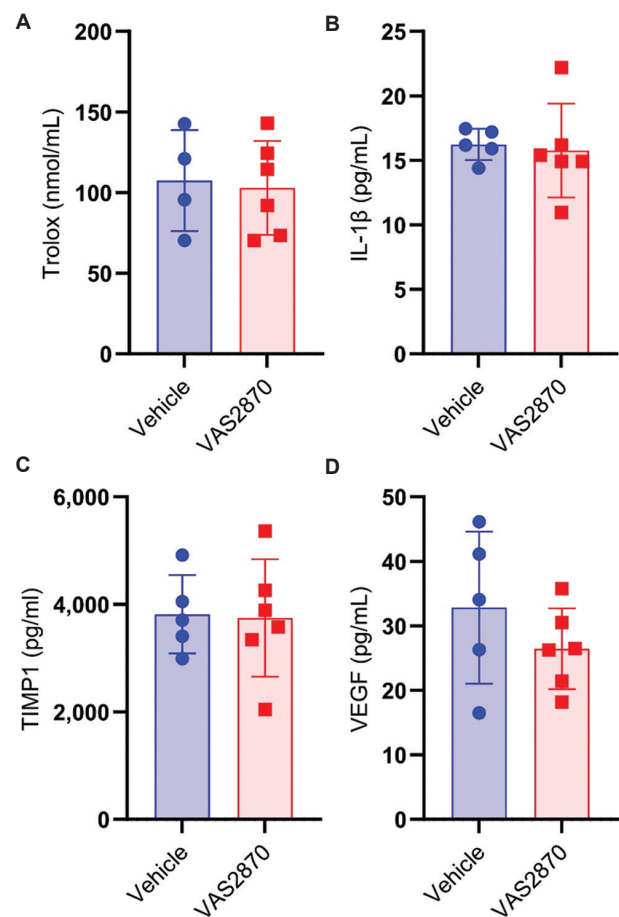 A
Trolox (nmol/mL)
200
150
100
50
0
Vehicle
VAS2870
B
IL-1β (pg/mL)
25
20
15
10
5
0
Vehicle
VAS2870
C
TIMP1 (pg/ml)
6,000
4,000
2,000
0
Vehicle
VAS2870
D
VEGF (pg/mL)
50
40
30
20
10
0
Vehicle
VAS2870